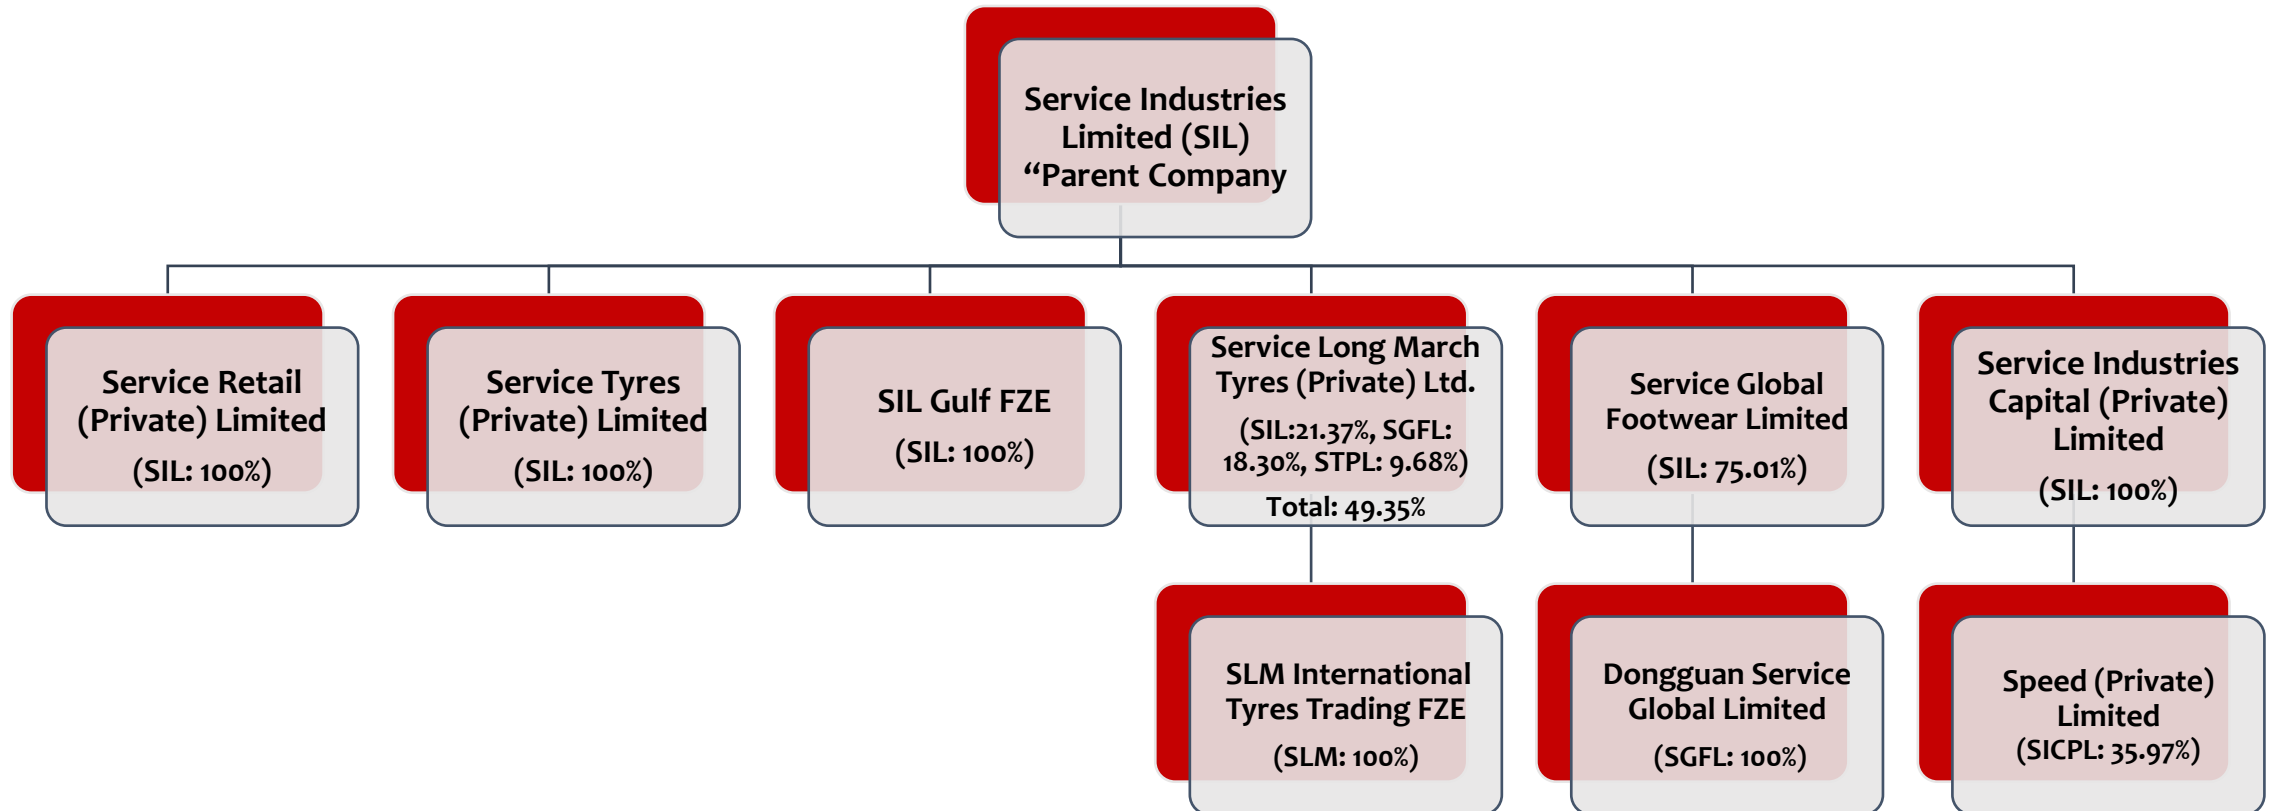 Service Industries
Limited (SIL)
“Parent Company
Service Retail
(Private) Limited
(SIL: 100%)
Service Tyres
(Private) Limited
(SIL: 100%)
SIL Gulf FZE
(SIL: 100%)
Service Long March
Tyres (Private) Ltd.
(SIL:21.37%, SGFL:
18.30%, STPL: 9.68%)
Total: 49.35%
Service Global
Footwear Limited
(SIL: 75.01%)
Service Industries
Capital (Private)
Limited
(SIL: 100%)
SLM International
Tyres Trading FZE
(SLM: 100%)
Dongguan Service
Global Limited
(SGFL: 100%)
Speed (Private)
Limited
(SICPL: 35.97%)